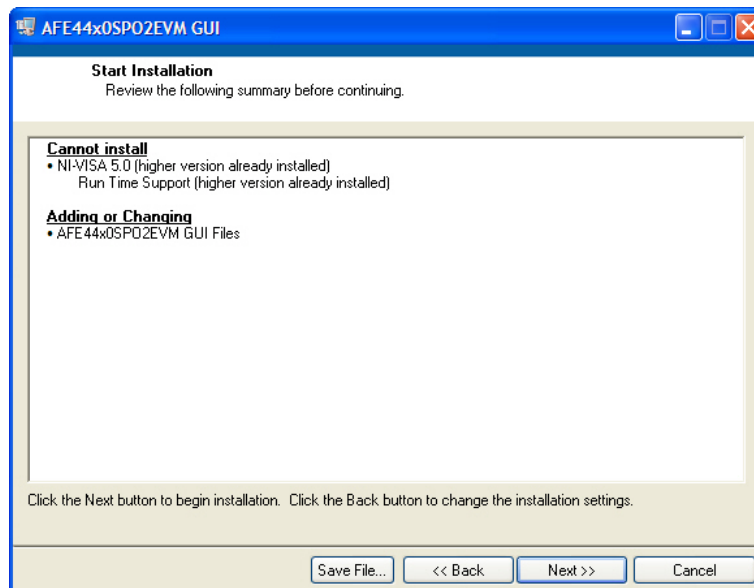 AFE44x0SPO2EVM GUI
Start Installation
Review the following summary before continuing.
Cannot install
• NI-VISA 5.0 (higher version already installed)
Run Time Support (higher version already installed)
Adding or Changing
• AFE44x0SPO2EVM GUI Files
Click the Next button to begin installation. Click the Back button to change the installation settings.
Save File... << Back Next >> Cancel